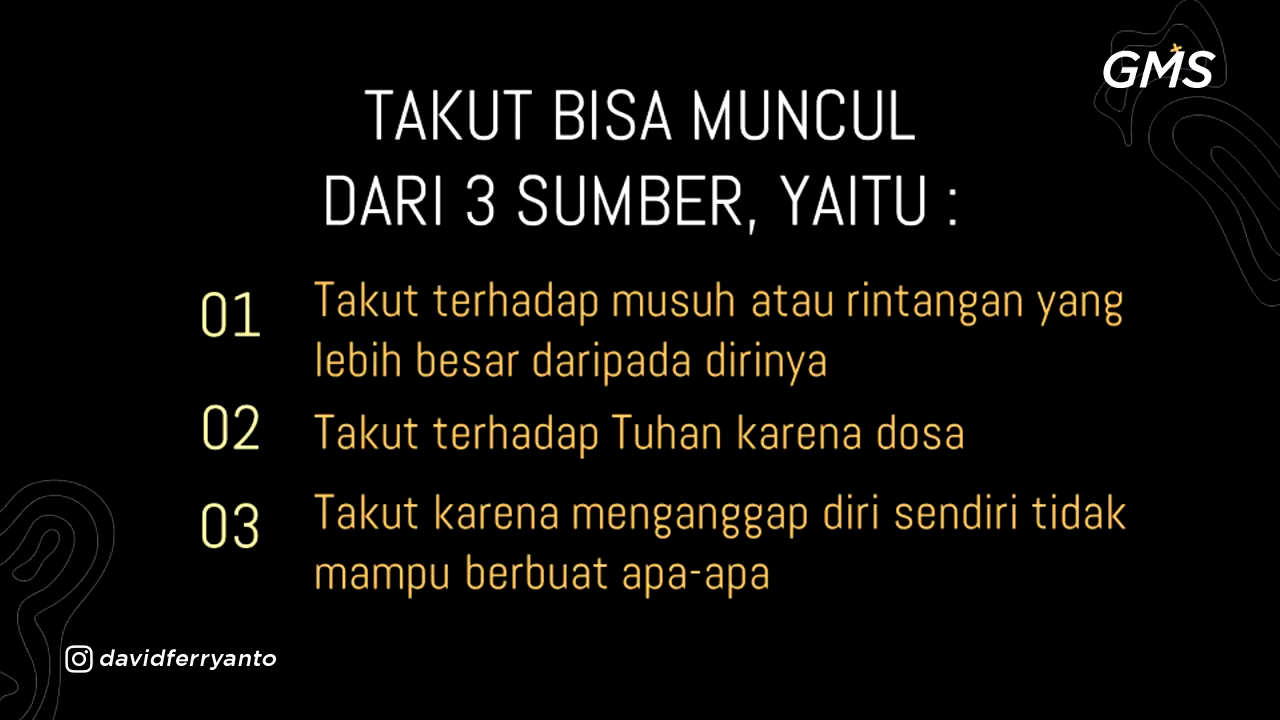 GMS
TAKUT BISA MUNCUL
DARI 3 SUMBER, YAITU :
01 Takut terhadap musuh atau rintangan yang
lebih besar daripada dirinya
02 Takut terhadap Tuhan karena dosa
03 Takut karena menganggap diri sendiri tidak
mampu berbuat apa-apa
davidferryanto